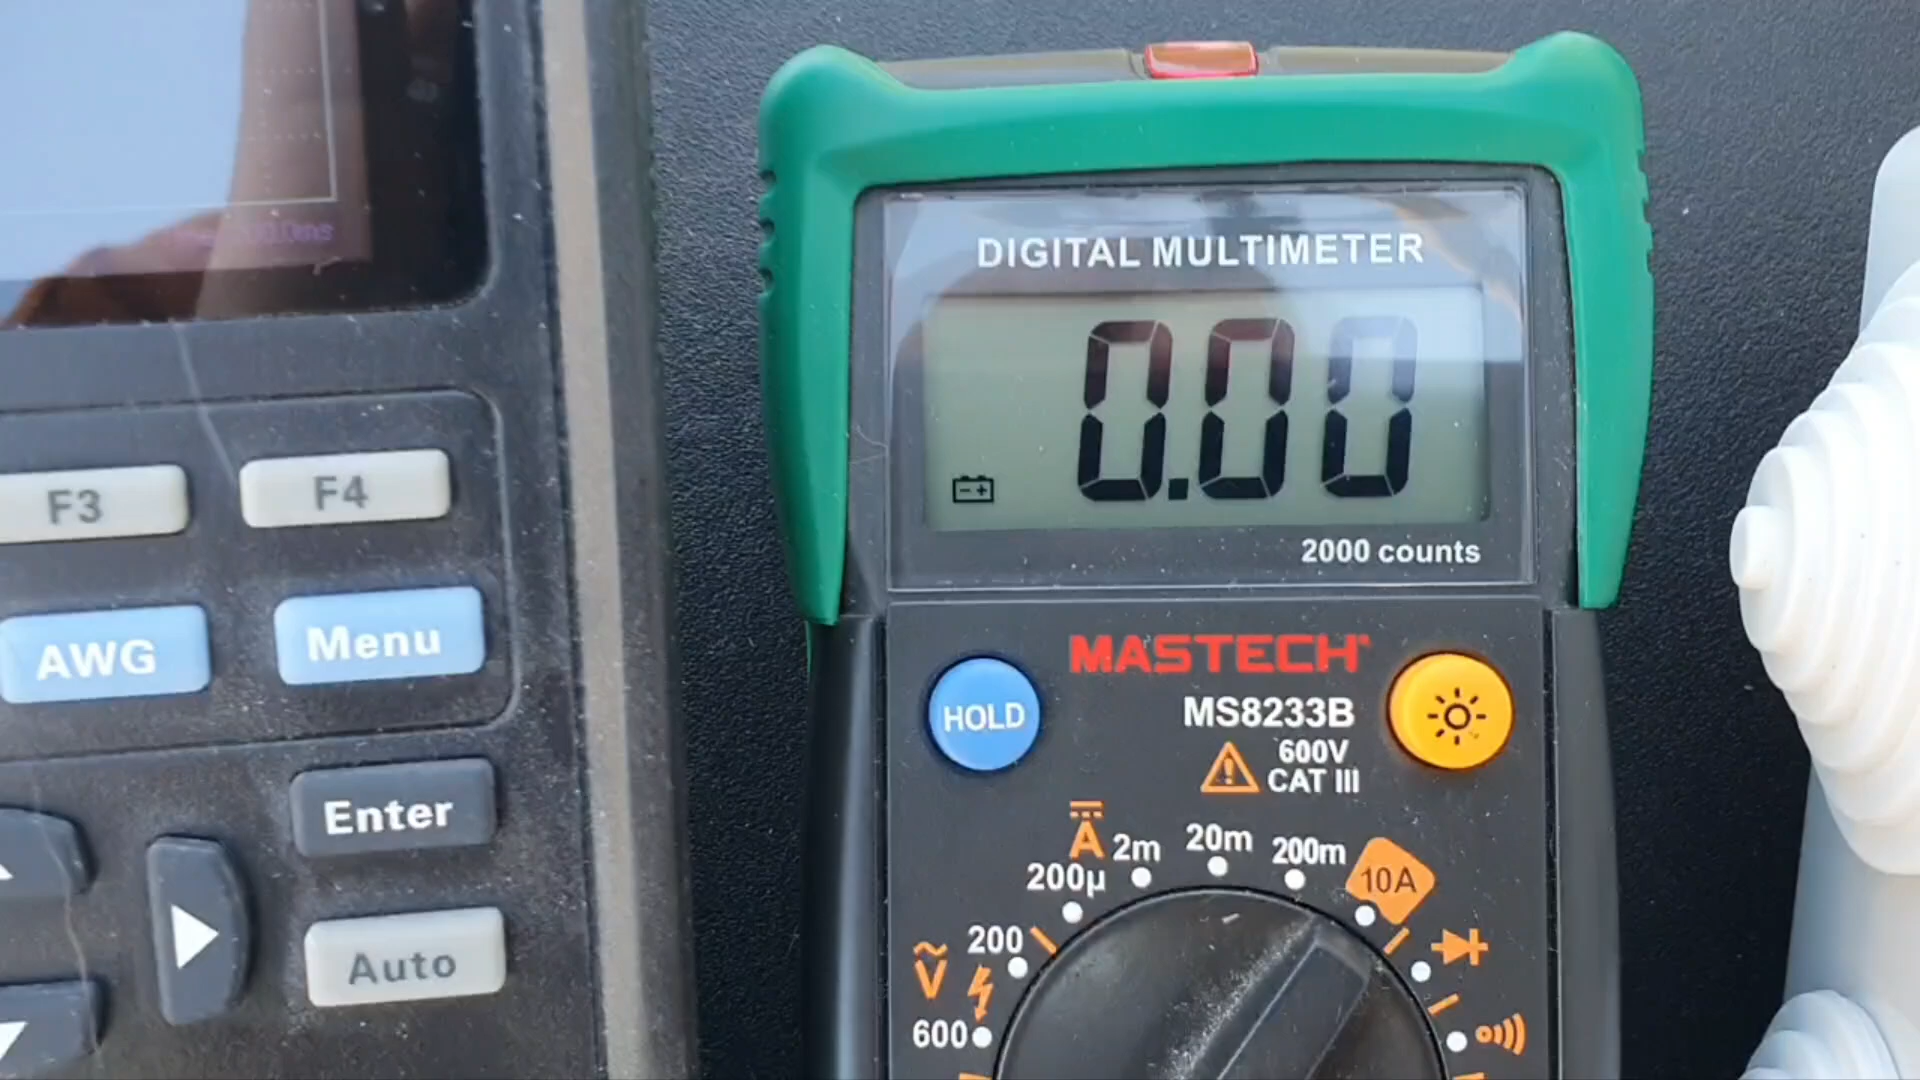 F3
F4
AWG
Menu
Enter
Auto
DIGITAL MULTIMETER
0.00
2000 counts
MASTECH
HOLD
MS8233B
600V
CAT III
A
2m
20m
200m
10A
200µ
200
V
600